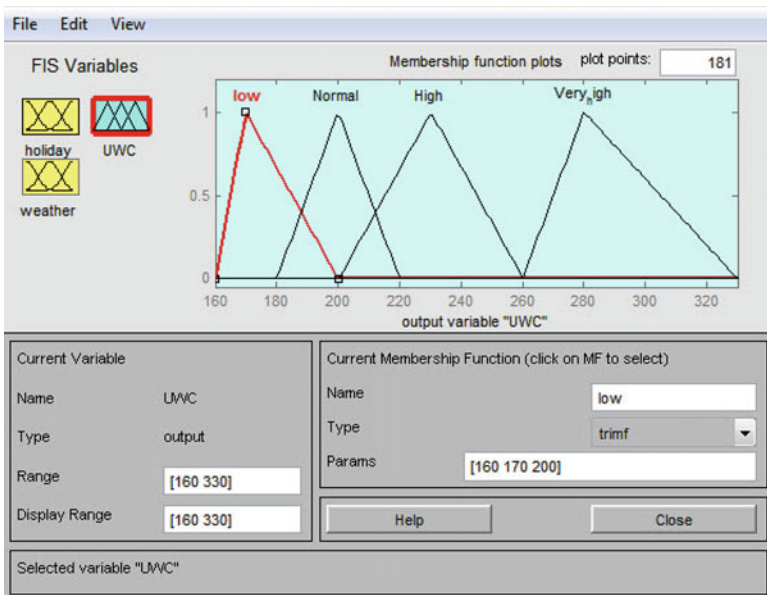 File Edit View
FIS Variables
Membership function plots plot points: 181
low Normal High Very_high
holiday UWC
weather
1
0.5
0
160 180 200 220 240 260 280 300 320
output variable "UWC"
Current Variable
Name UWC
Type output
Range [160 330]
Display Range [160 330]
Current Membership Function (click on MF to select)
Name low
Type trimf
Params [160 170 200]
Help Close
Selected variable "UWC"